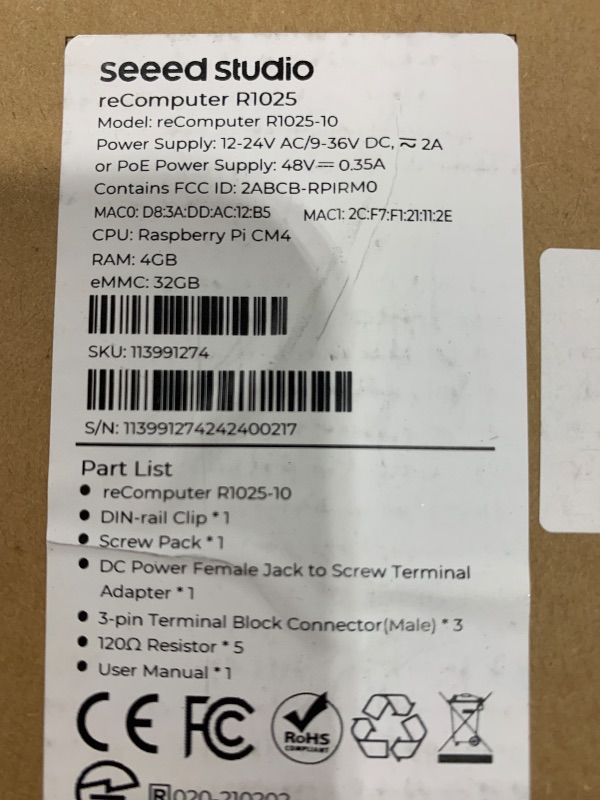 seeed studio
reComputer R1025
Model: reComputer R1025-10
Power Supply: 12-24V AC/9-36V DC, ⎓ 2A
or PoE Power Supply: 48V⎓ 0.35A
Contains FCC ID: 2ABCB-RPIRM0
MAC0: D8:3A:DD:AC:12:B5 MAC1: 2C:F7:F1:21:11:2E
CPU: Raspberry Pi CM4
RAM: 4GB
eMMC: 32GB
SKU: 113991274
S/N: 113991274242400217
Part List
● reComputer R1025-10
● DIN-rail Clip * 1
● Screw Pack * 1
● DC Power Female Jack to Screw Terminal
Adapter * 1
● 3-pin Terminal Block Connector(Male) * 3
● 120Ω Resistor * 5
● User Manual * 1
CE FC RoHS
COMPLIANT
R 020-210202